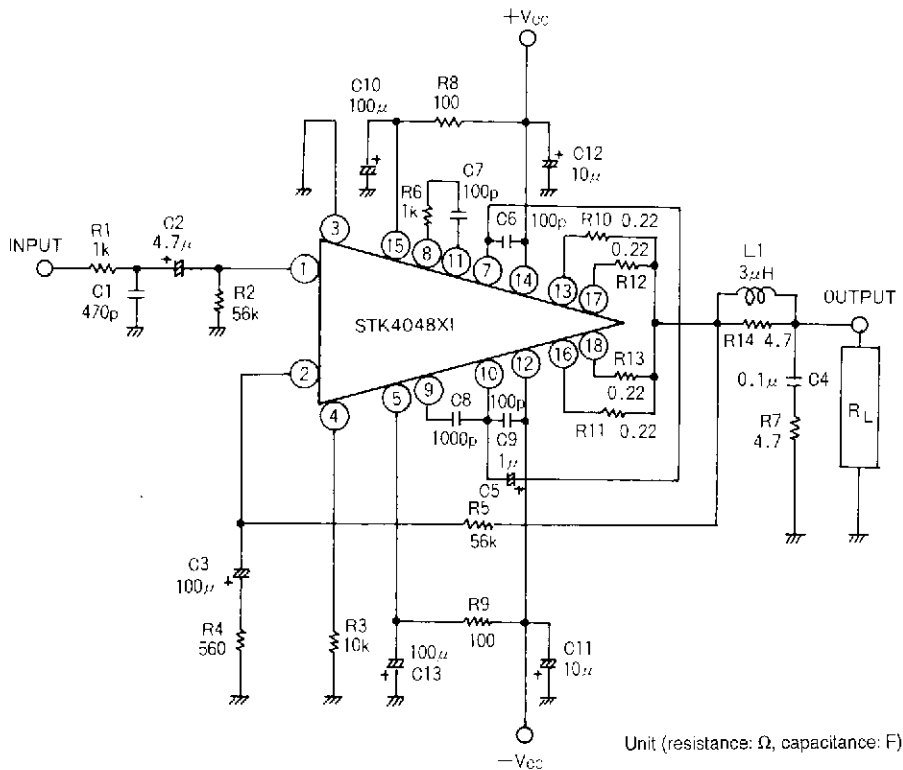 +Vcc
C10
100μ
R8
100
C12
10μ
R6
1k
C7
100p
C6
100p
R10 0.22
0.22
R12
3
15
8
11
7
14
13
17
INPUT
R1
1k
C2
4.7μ
C1
470p
R2
56k
1
STK4048XI
L1
3μH
OUTPUT
R14 4.7
2
4
5
9
10
12
16
18
R13
0.22
R11 0.22
C8
1000p
100p
C9
1μ
C5
0.1μ
C4
R7
4.7
RL
R5
56k
C3
100μ
R4
560
R3
10k
R9
100
100μ
C13
C11
10μ
−Vcc
Unit (resistance: Ω, capacitance: F)